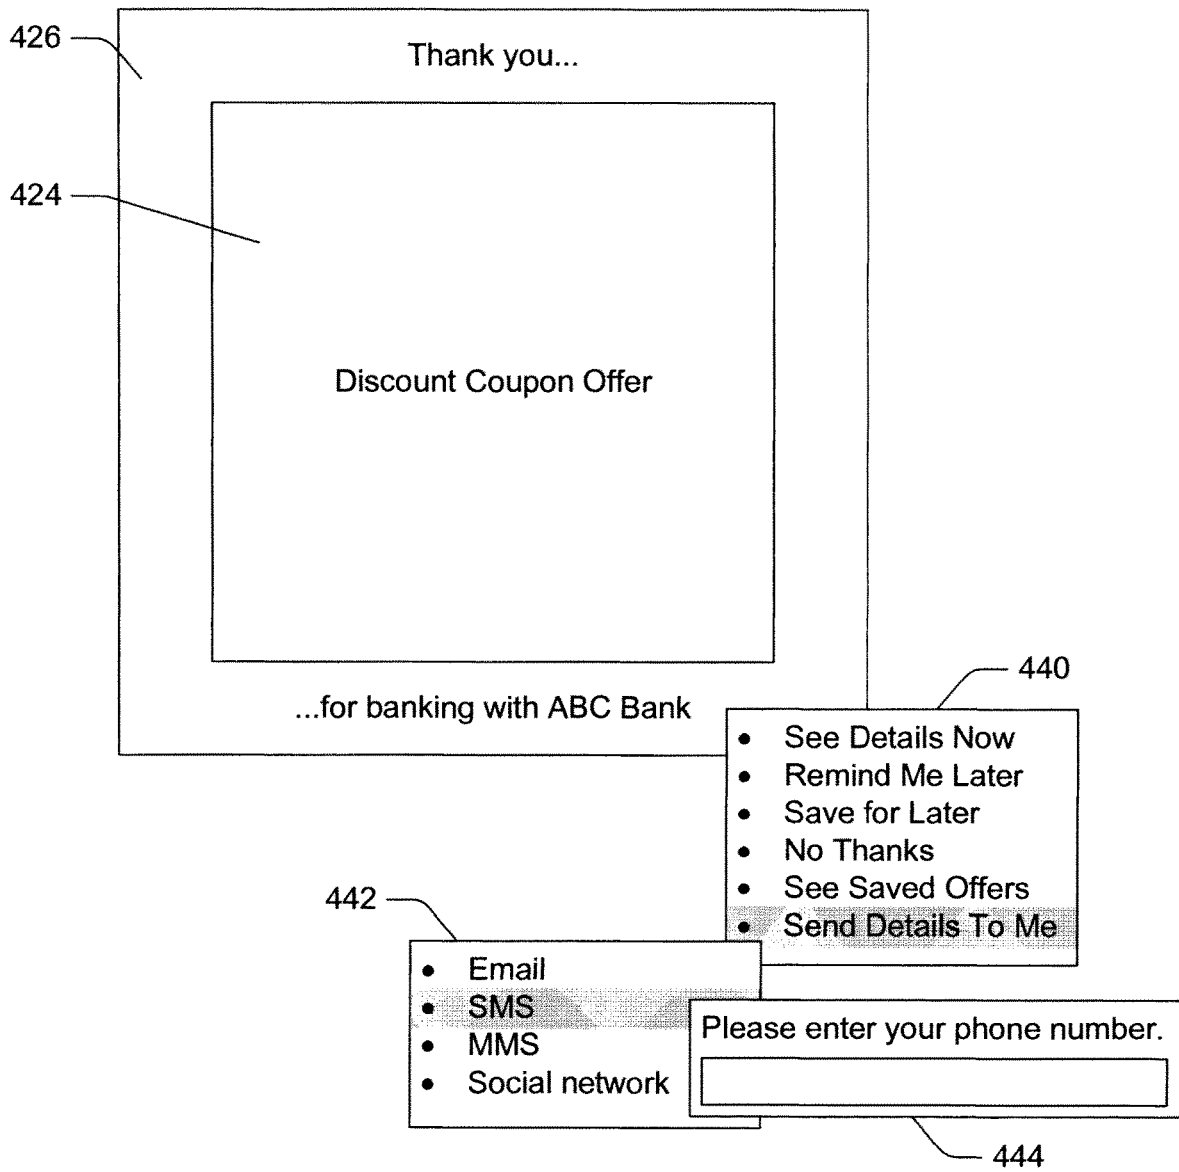 426
Thank you...
424
Discount Coupon Offer
...for banking with ABC Bank
440
• See Details Now
• Remind Me Later
• Save for Later
• No Thanks
• See Saved Offers
• Send Details To Me
442
• Email
• SMS
• MMS
• Social network
Please enter your phone number.
444